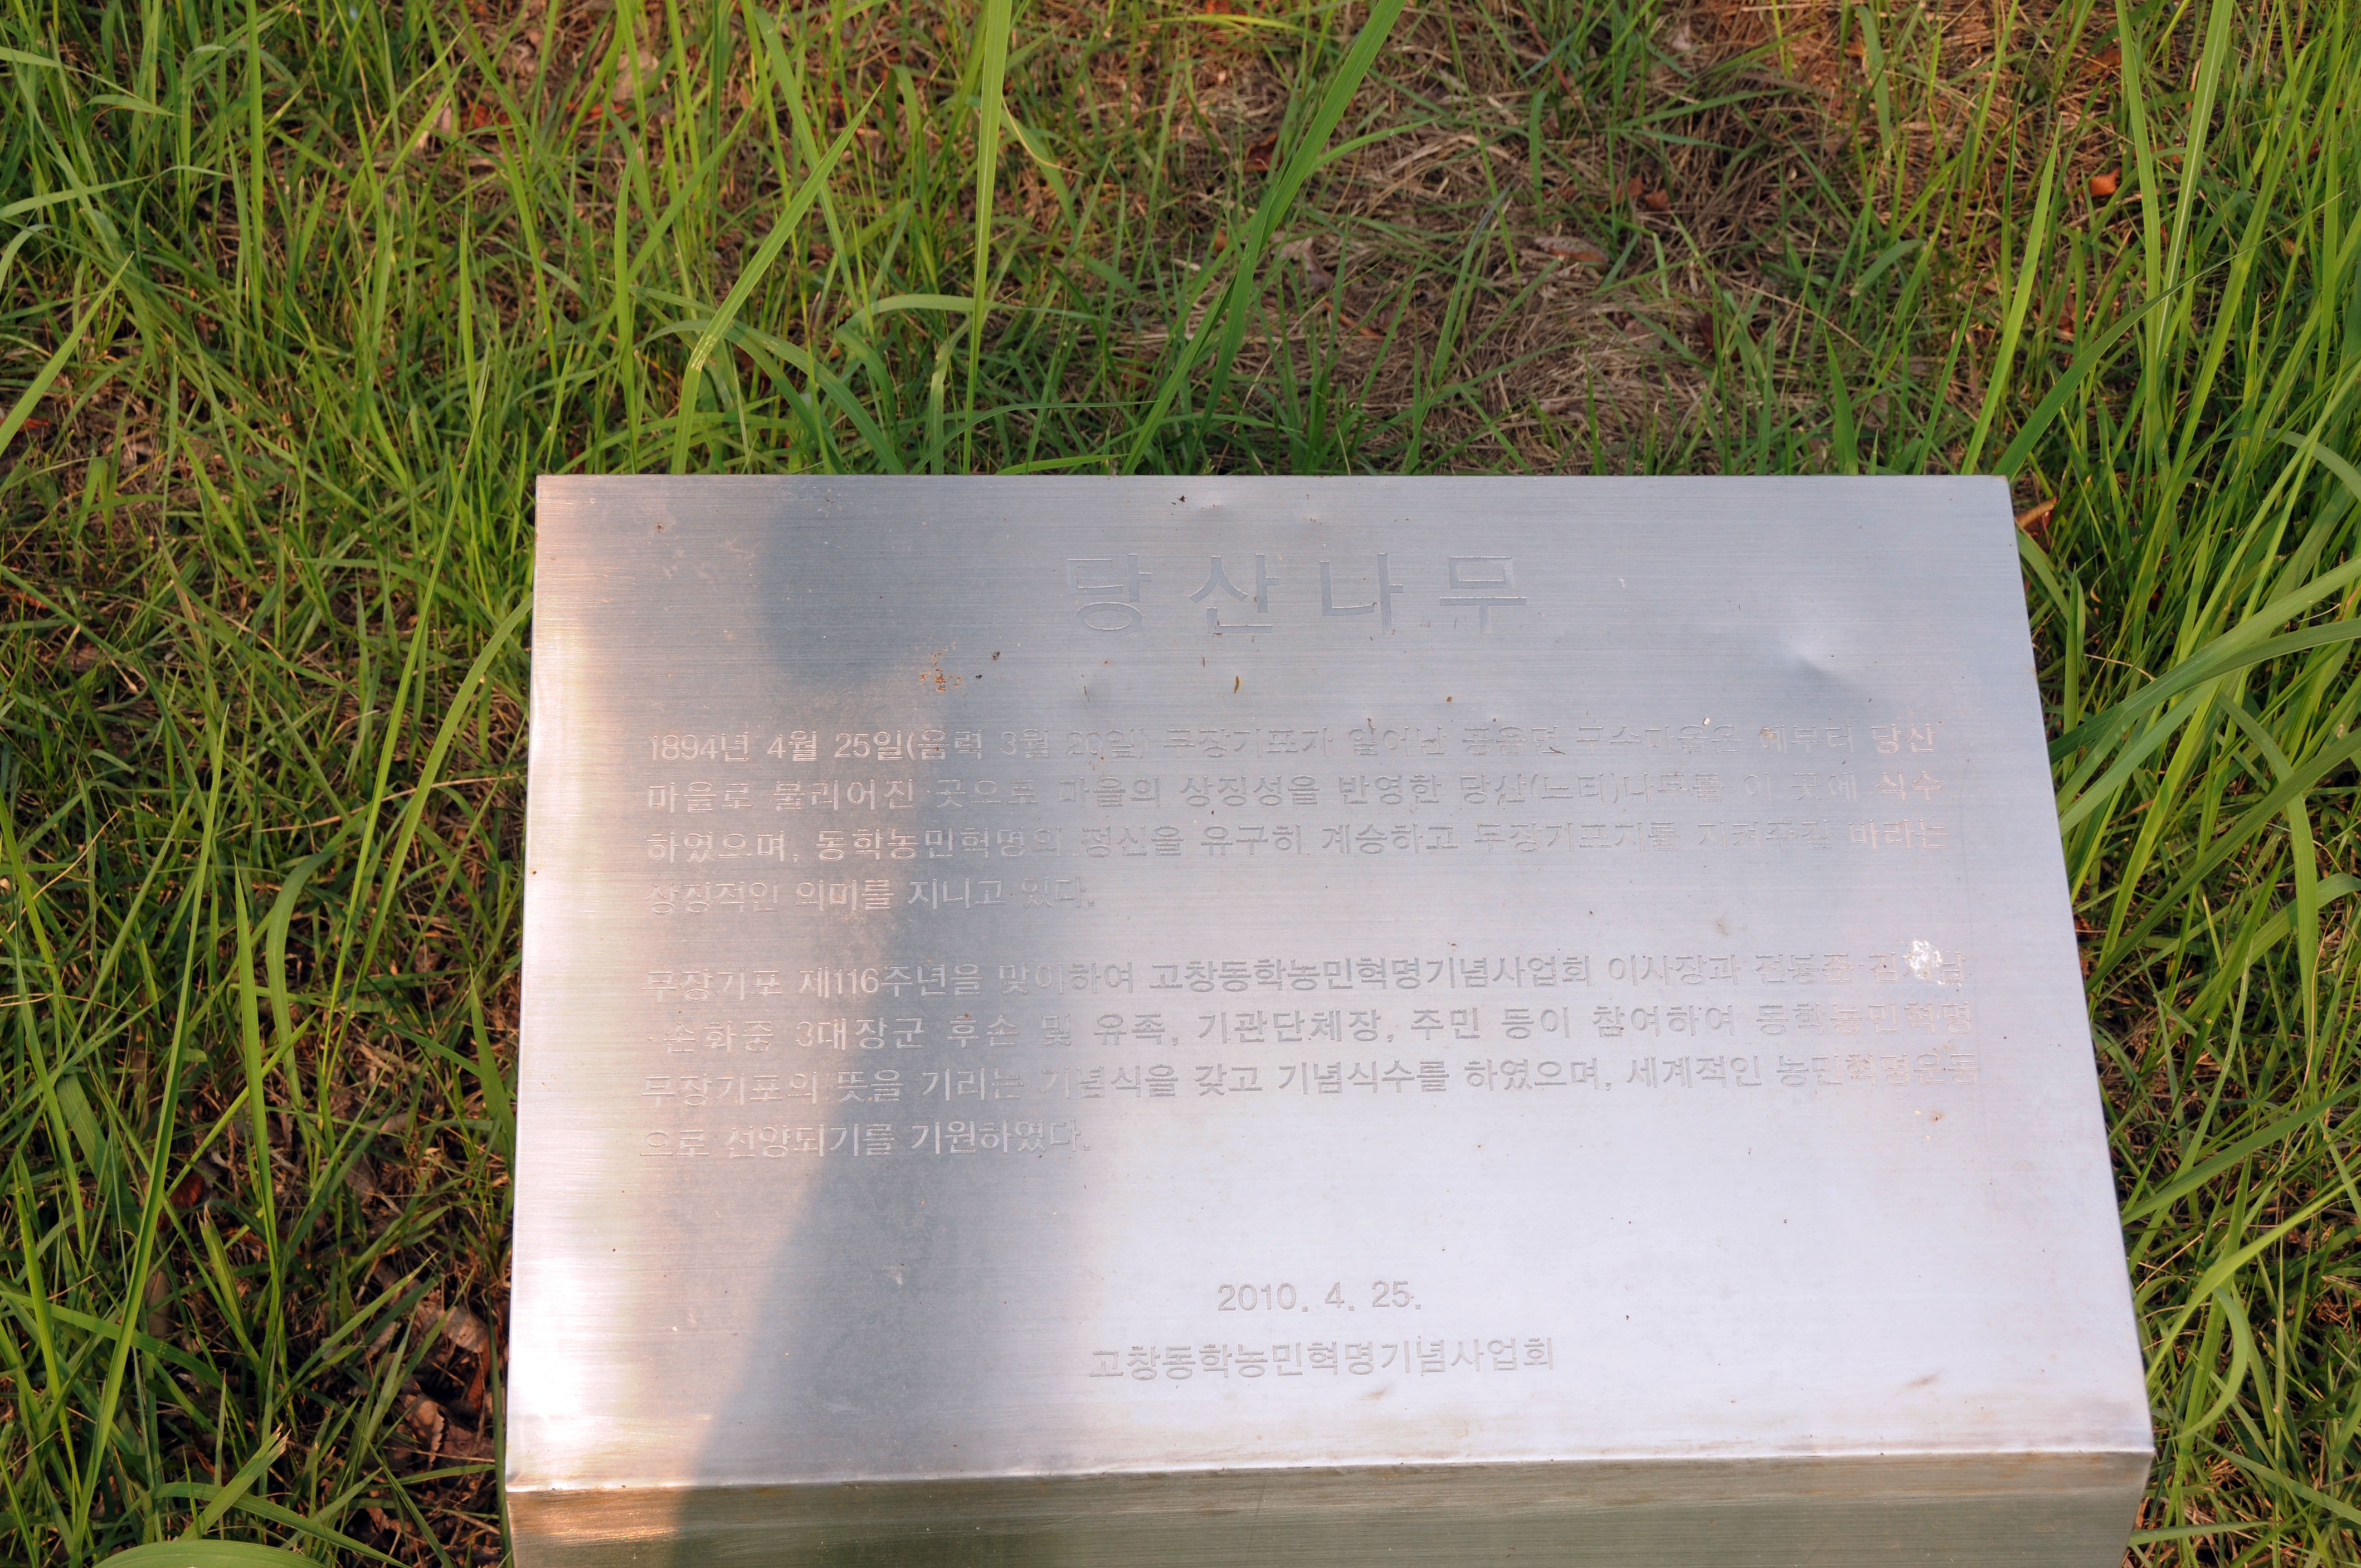 당산나무
1894년 4월 25일(음력 3월 20일) 무장기포가 일어난 공음면 구수마을은 예부터 당산
마을로 불리어진 곳으로 마을의 상징성을 반영한 당산(느티)나무를 이 곳에 식수
하였으며, 동학농민혁명의 정신을 유구히 계승하고 무장기포지를 지켜주길 바라는
상징적인 의미를 지니고 있다.
무장기포 제116주년을 맞이하여 고창동학농민혁명기념사업회 이사장과 전봉준·김개남
·손화중 3대장군 후손 및 유족, 기관단체장, 주민 등이 참여하여 동학농민혁명
무장기포의 뜻을 기리는 기념식을 갖고 기념식수를 하였으며, 세계적인 농민혁명운동
으로 선양되기를 기원하였다.
2010. 4. 25.
고창동학농민혁명기념사업회